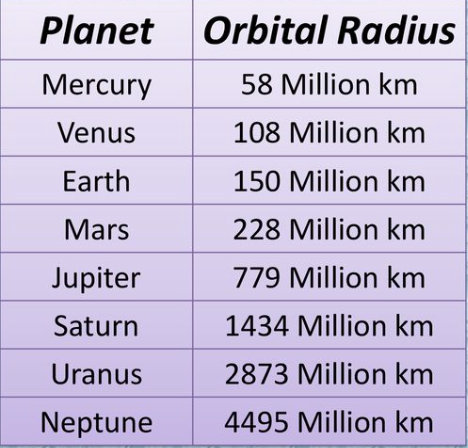 Planet Orbital Radius
Mercury 58 Million km
Venus 108 Million km
Earth 150 Million km
Mars 228 Million km
Jupiter 779 Million km
Saturn 1434 Million km
Uranus 2873 Million km
Neptune 4495 Million km